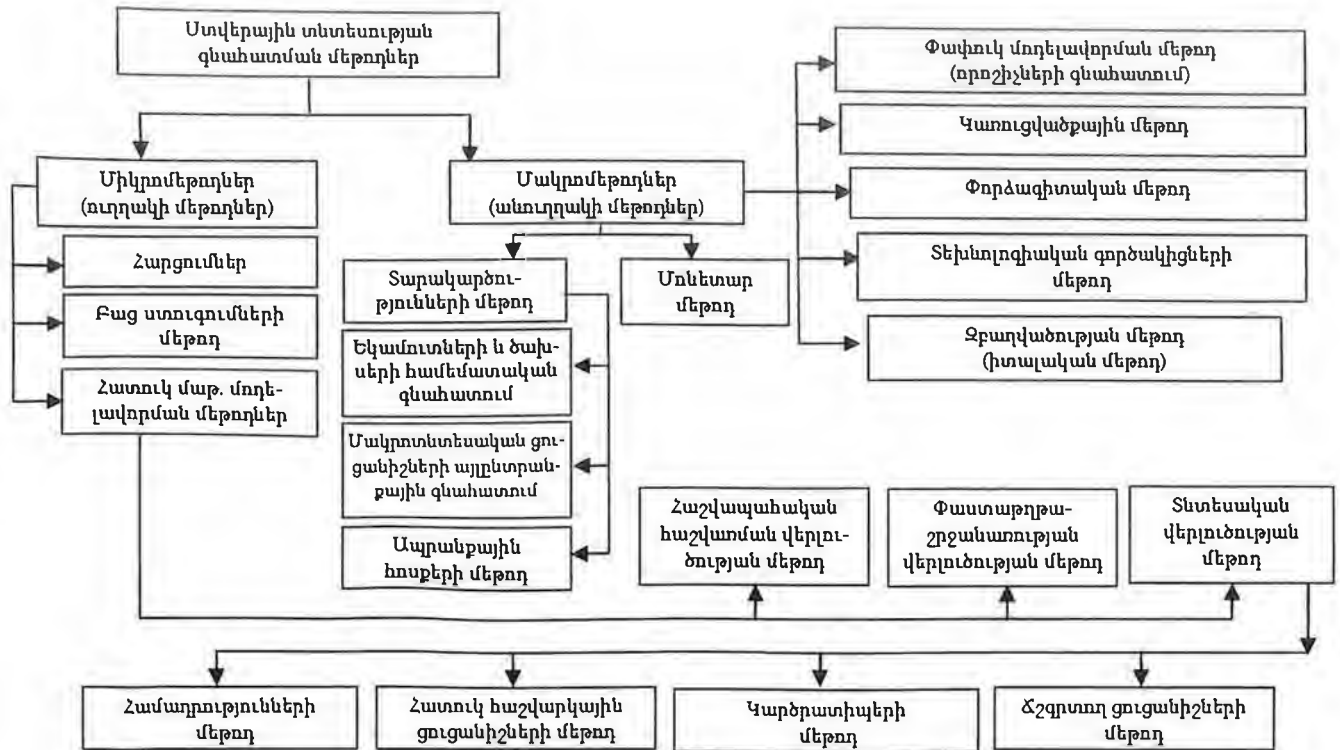 Ստվերային տնտեսության
գնահատման մեթոդներ
Միկրոմեթոդներ
(ուղղակի մեթոդներ)
Հարցումներ
Բաց ստուգումների
մեթոդ
Հատուկ մաթ. մոդե-
լավորման մեթոդներ
Մակրոմեթոդներ
(անուղղակի մեթոդներ)
Տարակարծու-
թյունների մեթոդ
Մոնետար
մեթոդ
Եկամուտների և ծախ-
սերի համեմատական
գնահատում
Մակրոտնտեսական ցու-
ցանիշների այլընտրան-
քային գնահատում
Ապրանքային
հոսքերի մեթոդ
Փափուկ մոդելավորման մեթոդ
(որոշիչների գնահատում)
Կառուցվածքային մեթոդ
Փորձագիտական մեթոդ
Տեխնոլոգիական գործակիցների
մեթոդ
Զբաղվածության մեթոդ
(իտալական մեթոդ)
Հաշվապահական
հաշվառման վերլու-
ծության մեթոդ
Փաստաթղթա-
շրջանառության
վերլուծության մեթոդ
Տնտեսական
վերլուծության
մեթոդ
Համադրությունների
մեթոդ
Հատուկ հաշվարկային
ցուցանիշների մեթոդ
Կարծրատիպերի
մեթոդ
Ճշգրտող ցուցանիշների
մեթոդ